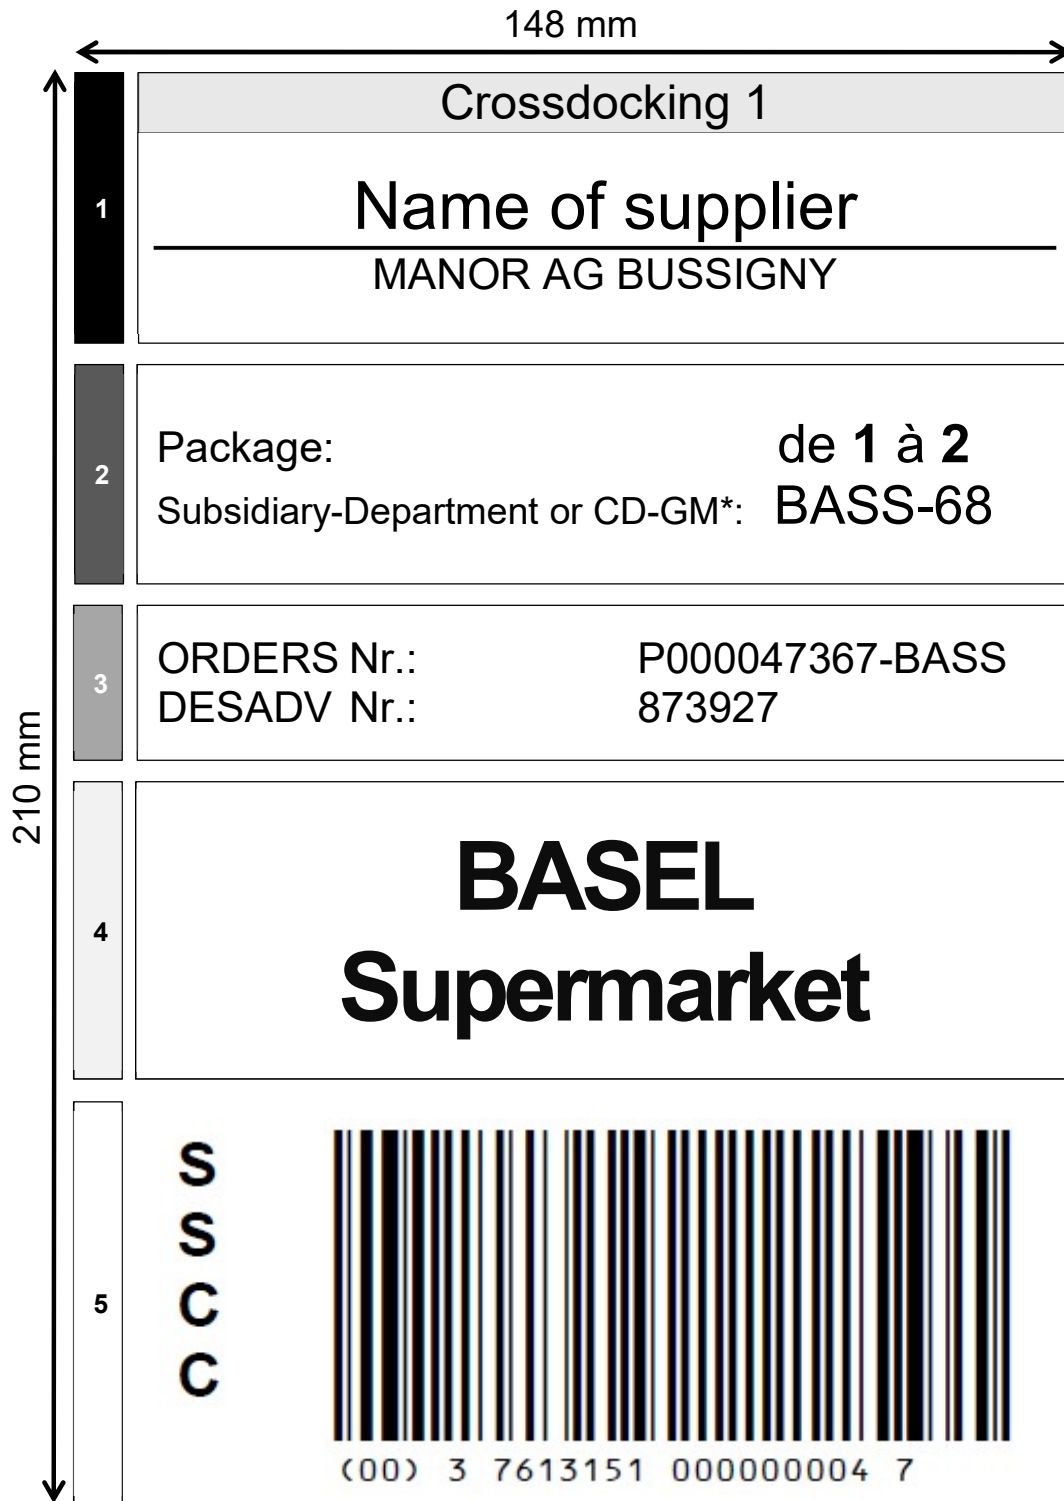 148 mm
210 mm
Crossdocking 1
1
Name of supplier
MANOR AG BUSSIGNY
2
Package: de 1 à 2
Subsidiary-Department or CD-GM*: BASS-68
3
ORDERS Nr.: P000047367-BASS
DESADV Nr.: 873927
4
BASEL
Supermarket
5
S
S
C
C
(00) 3 7613151 000000004 7